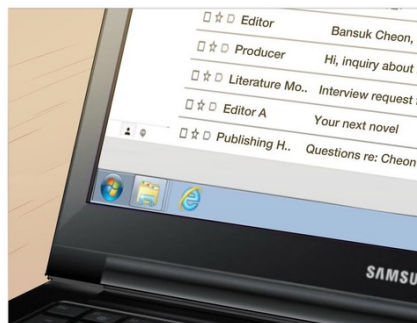 Editor Bansuk Cheon,
Producer Hi, inquiry about
Literature Mo.. Interview request
Editor A Your next novel
Publishing H.. Questions re: Cheon
SAMSU